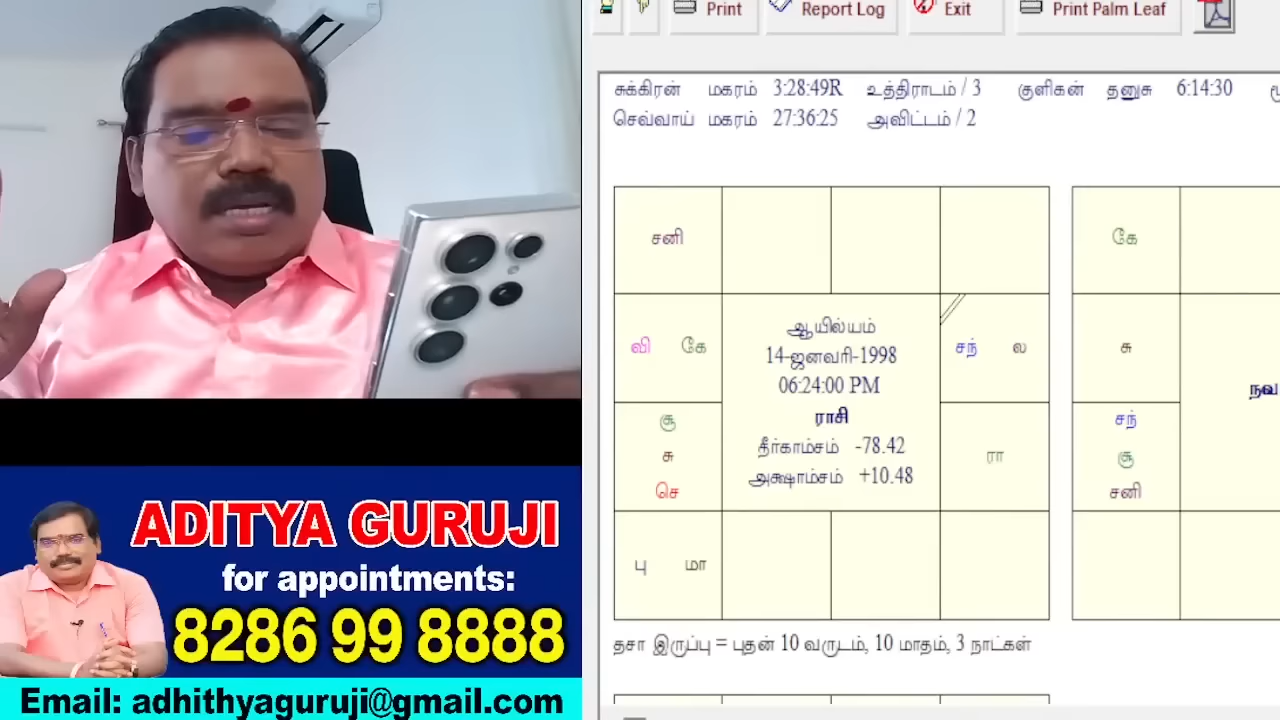 Print Report Log Exit Print Palm Leaf
சுக்கிரன் மகரம் 3:28:49R உத்திராடம் / 3 குளிகன் தனுசு 6:14:30
செவ்வாய் மகரம் 27:36:25 அவிட்டம் / 2
சனி
வி கே
சூ
சு
செ
பு மா
சந் ல
ரா
ஆயில்யம்
14-ஜனவரி-1998
06:24:00 PM
ராசி
தீர்காம்சம் -78.42
அக்ஷாம்சம் +10.48
கே
சு
சந்
சூ
சனி
நவ
தசா இருப்பு = புதன் 10 வருடம், 10 மாதம், 3 நாட்கள்
ADITYA GURUJI
for appointments:
8286 99 8888
Email: adhithyaguruji@gmail.com